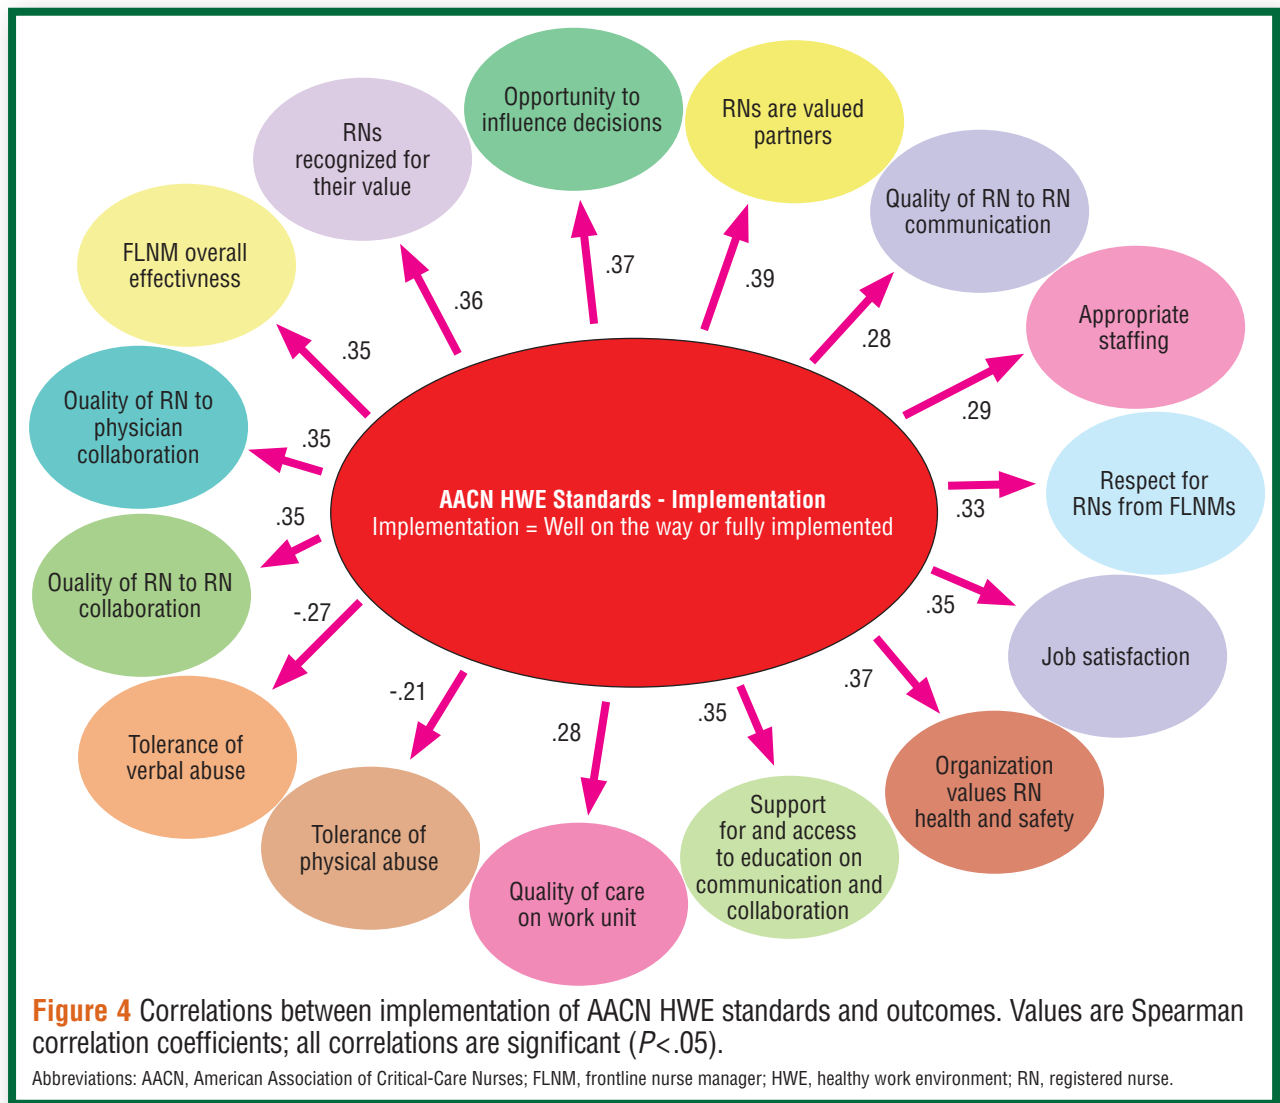 Opportunity to
influence decisions
RNs are valued
partners
RNs
recognized for
their value
Quality of RN to RN
communication
FLNM overall
effectivness
Appropriate
staffing
.37
.39
.36
.28
.35
.29
Ouality of RN to
physician
collaboration
.35
Respect for
RNs from FLNMs
.33
AACN HWE Standards - Implementation
Implementation = Well on the way or fully implemented
.35
Ouality of RN to RN
collaboration
-.27
.35
Job satisfaction
-.21
.28
.35
.37
Tolerance of
verbal abuse
Organization
values RN
health and safety
Tolerance of
physical abuse
Quality of care
on work unit
Support
for and access
to education on
communication and
collaboration
Figure 4 Correlations between implementation of AACN HWE standards and outcomes. Values are Spearman
correlation coefficients; all correlations are significant (P<.05).
Abbreviations: AACN, American Association of Critical-Care Nurses; FLNM, frontline nurse manager; HWE, healthy work environment; RN, registered nurse.